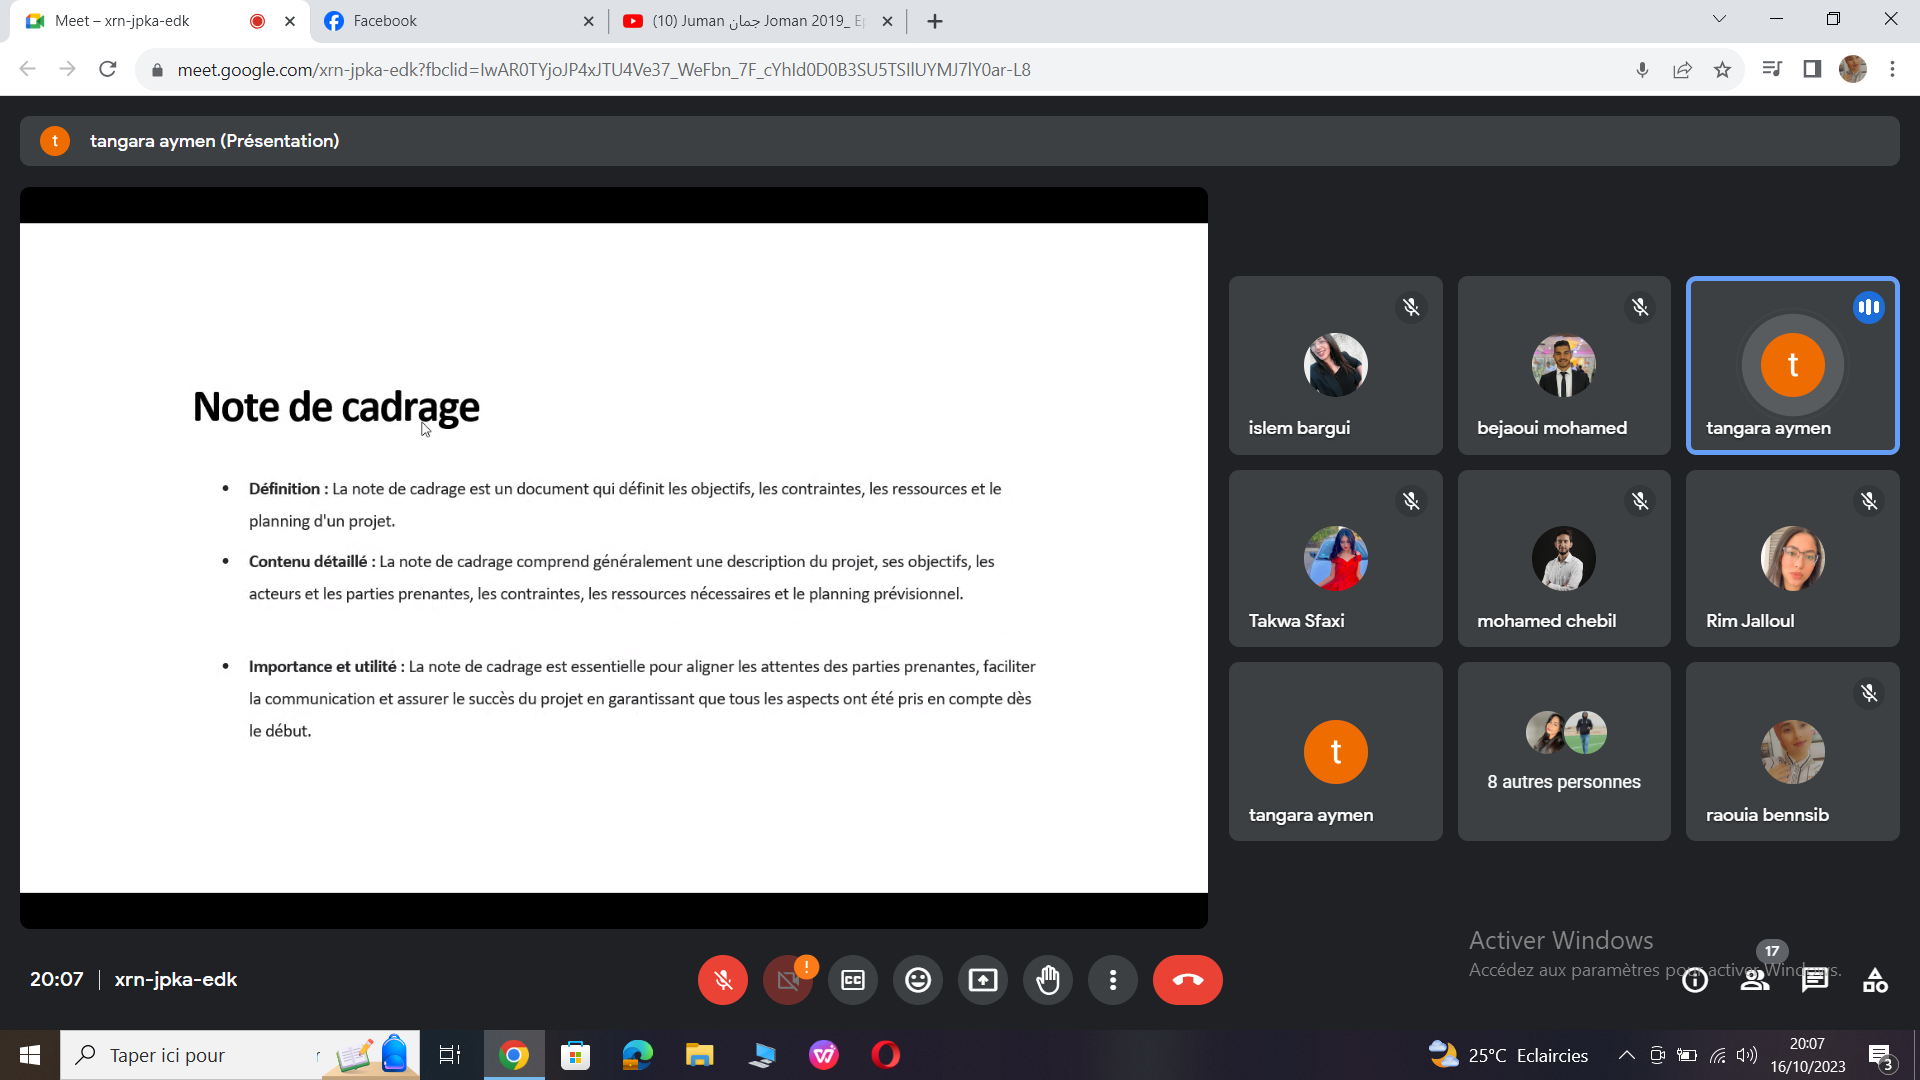 Meet – xrn-jpka-edk
Facebook
(10) Juman جمان Joman 2019_
meet.google.com/xrn-jpka-edk?fbclid=IwAR0TYjoJP4xJTU4Ve37_WeFbn_7F_cYhId0D0B3SU5TSIlUYMJ7lY0ar-L8
t
tangara aymen (Présentation)
Note de cadrage
• Définition : La note de cadrage est un document qui définit les objectifs, les contraintes, les ressources et le
planning d'un projet.
• Contenu détaillé : La note de cadrage comprend généralement une description du projet, ses objectifs, les
acteurs et les parties prenantes, les contraintes, les ressources nécessaires et le planning prévisionnel.
• Importance et utilité : La note de cadrage est essentielle pour aligner les attentes des parties prenantes, faciliter
la communication et assurer le succès du projet en garantissant que tous les aspects ont été pris en compte dès
le début.
islem bargui
bejaoui mohamed
t
tangara aymen
Takwa Sfaxi
mohamed chebil
Rim Jalloul
t
tangara aymen
8 autres personnes
raouia bennsib
Activer Windows
Accédez aux paramètres pour activer Windows.
20:07 | xrn-jpka-edk
!
CC
17
Taper ici pour
25°C Eclaircies
20:07
16/10/2023
3